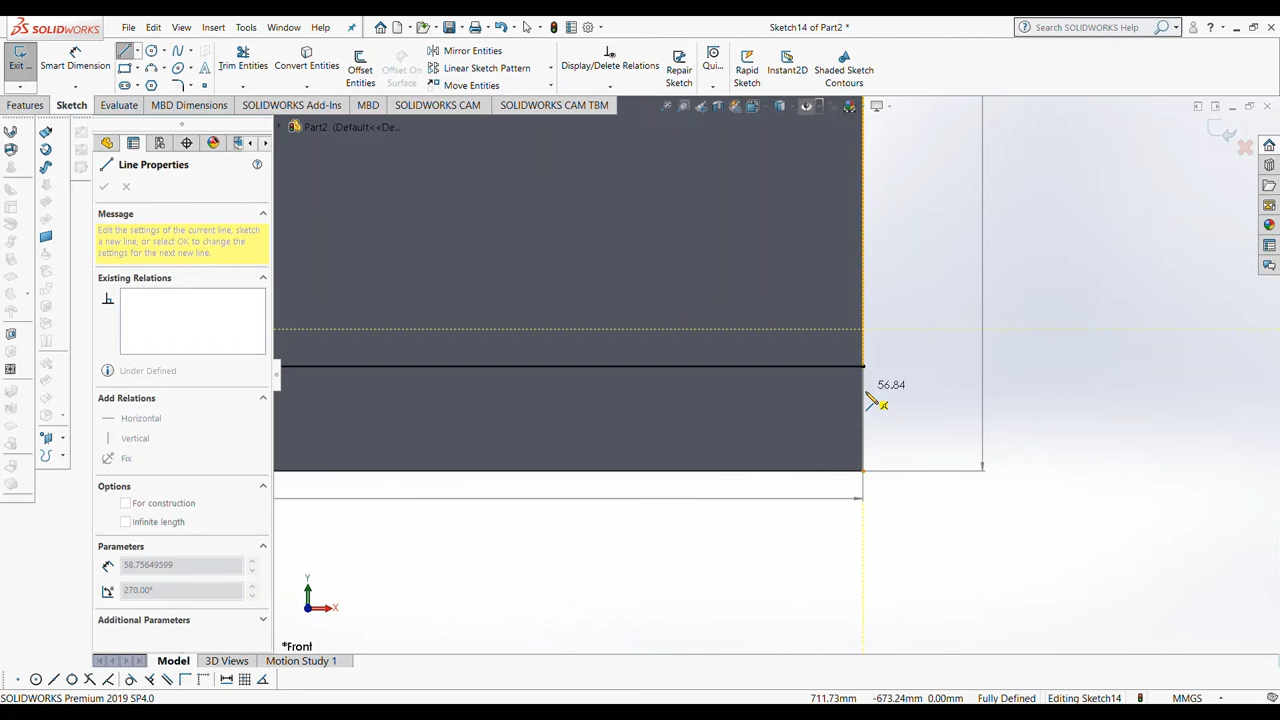 SOLIDWORKS File Edit View Insert Tools Window Help Sketch14 of Part2 * Search SOLIDWORKS Help
Exit ... Smart Dimension Trim Entities Convert Entities Offset Entities Offset On Surface Mirror Entities Linear Sketch Pattern Move Entities Display/Delete Relations Repair Sketch Qui... Rapid Sketch Instant2D Shaded Sketch Contours
Features Sketch Evaluate MBD Dimensions SOLIDWORKS Add-Ins MBD SOLIDWORKS CAM SOLIDWORKS CAM TBM
Part2 (Default<<De...
Line Properties
Message
Edit the settings of the current line, sketch
a new line, or select OK to change the
settings for the next new line.
Existing Relations
Under Defined
Add Relations
Horizontal
Vertical
Fix
Options
For construction
Infinite length
Parameters
58.75649599
270.00°
Additional Parameters
56.84
Y
X
*Front
Model 3D Views Motion Study 1
SOLIDWORKS Premium 2019 SP4.0 711.73mm -673.24mm 0.00mm Fully Defined Editing Sketch14 MMGS